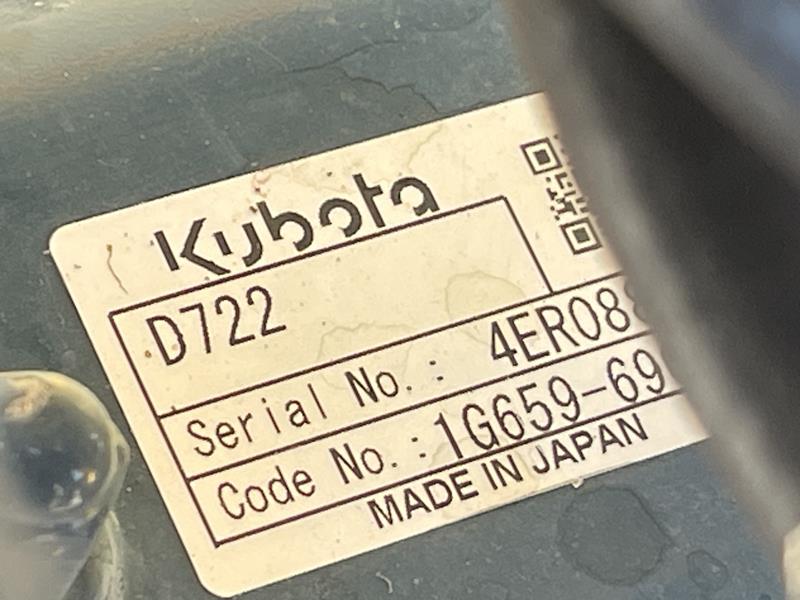 Kubota
D722
Serial No. : 4ER08
Code No. : 1G659-69
MADE IN JAPAN